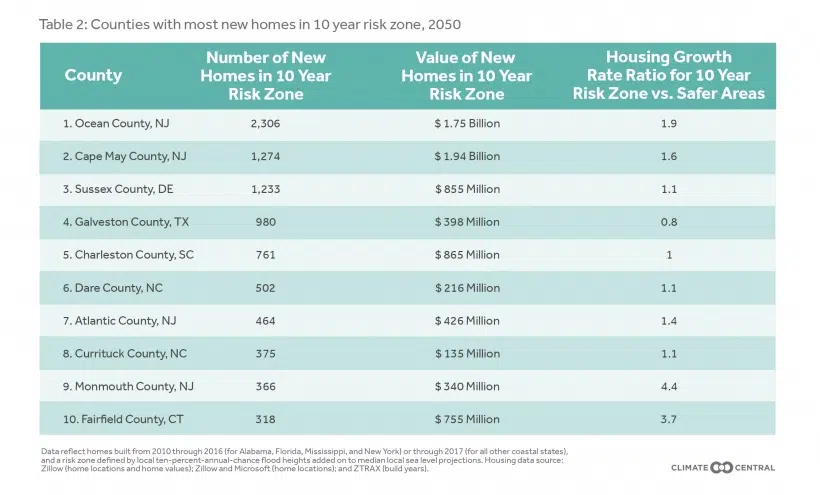 Table 2: Counties with most new homes in 10 year risk zone, 2050
County Number of New Homes in 10 Year Risk Zone Value of New Homes in 10 Year Risk Zone Housing Growth Rate Ratio for 10 Year Risk Zone vs. Safer Areas
1. Ocean County, NJ 2,306 $ 1.75 Billion 1.9
2. Cape May County, NJ 1,274 $ 1.94 Billion 1.6
3. Sussex County, DE 1,233 $ 855 Million 1.1
4. Galveston County, TX 980 $ 398 Million 0.8
5. Charleston County, SC 761 $ 865 Million 1
6. Dare County, NC 502 $ 216 Million 1.1
7. Atlantic County, NJ 464 $ 426 Million 1.4
8. Currituck County, NC 375 $ 135 Million 1.1
9. Monmouth County, NJ 366 $ 340 Million 4.4
10. Fairfield County, CT 318 $ 755 Million 3.7
Data reflect homes built from 2010 through 2016 (for Alabama, Florida, Mississippi, and New York) or through 2017 (for all other coastal states),
and a risk zone defined by local ten-percent-annual-chance flood heights added on to median local sea level projections. Housing data source:
Zillow (home locations and home values); Zillow and Microsoft (home locations); and ZTRAX (build years).
CLIMATE CENTRAL